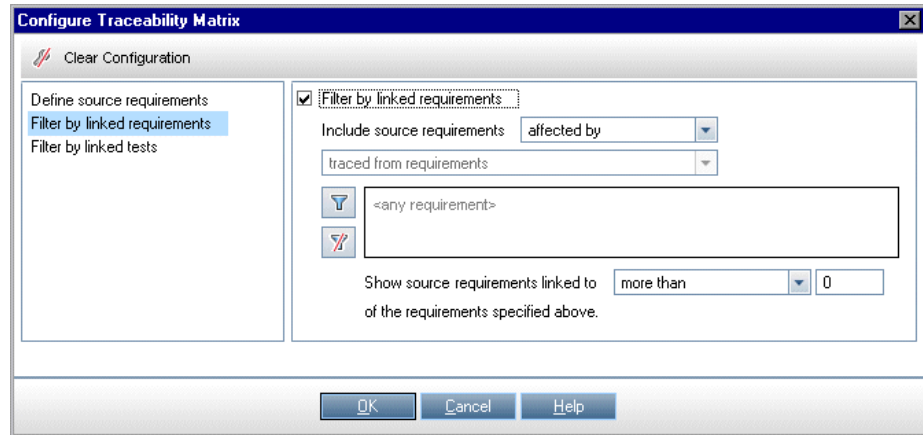 Configure Traceability Matrix
Clear Configuration
Define source requirements
Filter by linked requirements
Filter by linked tests
Filter by linked requirements
Include source requirements affected by
traced from requirements
<any requirement>
Show source requirements linked to more than 0
of the requirements specified above.
OK Cancel Help